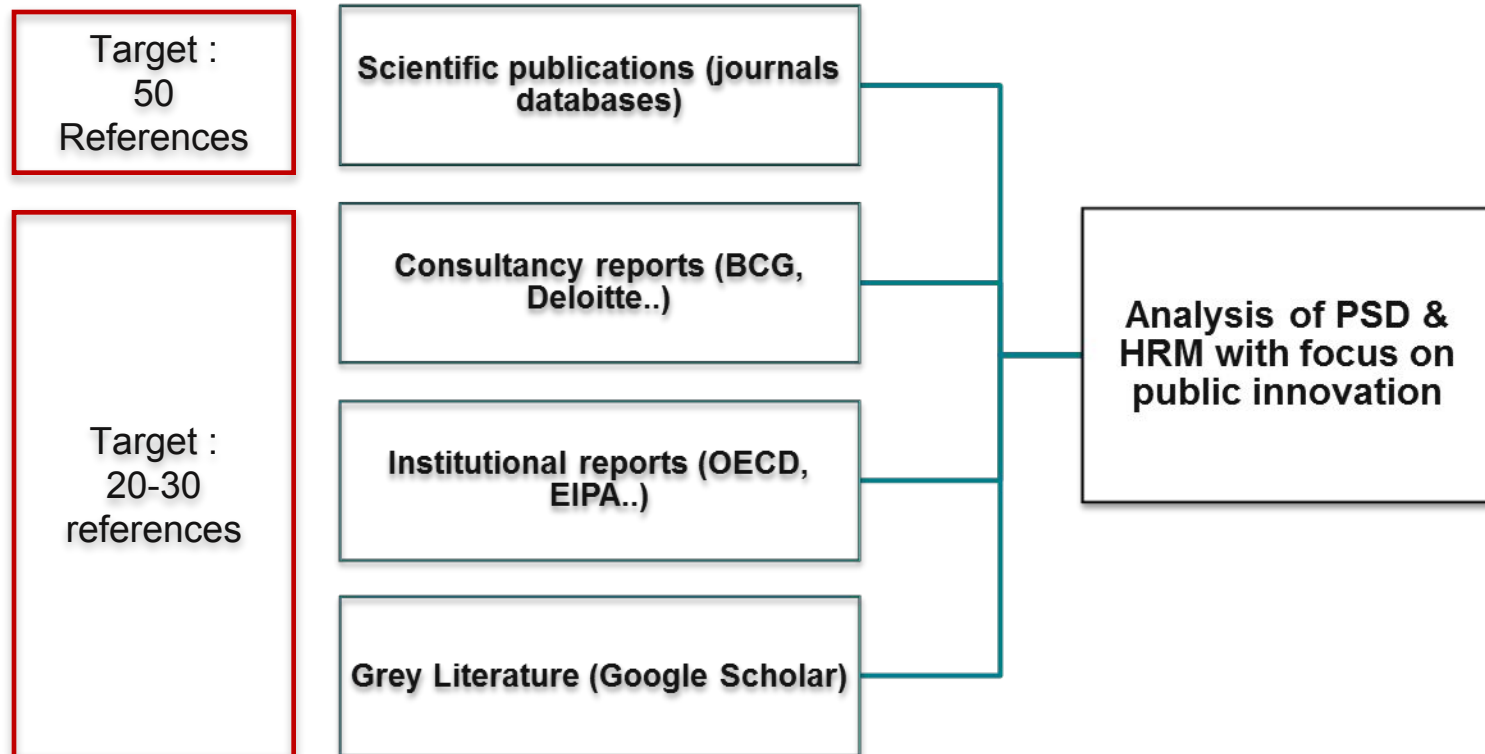 Target :
50
References
Scientific publications (journals
databases)
Target :
20-30
references
Consultancy reports (BCG,
Deloitte..)
Institutional reports (OECD,
EIPA..)
Grey Literature (Google Scholar)
Analysis of PSD &
HRM with focus on
public innovation